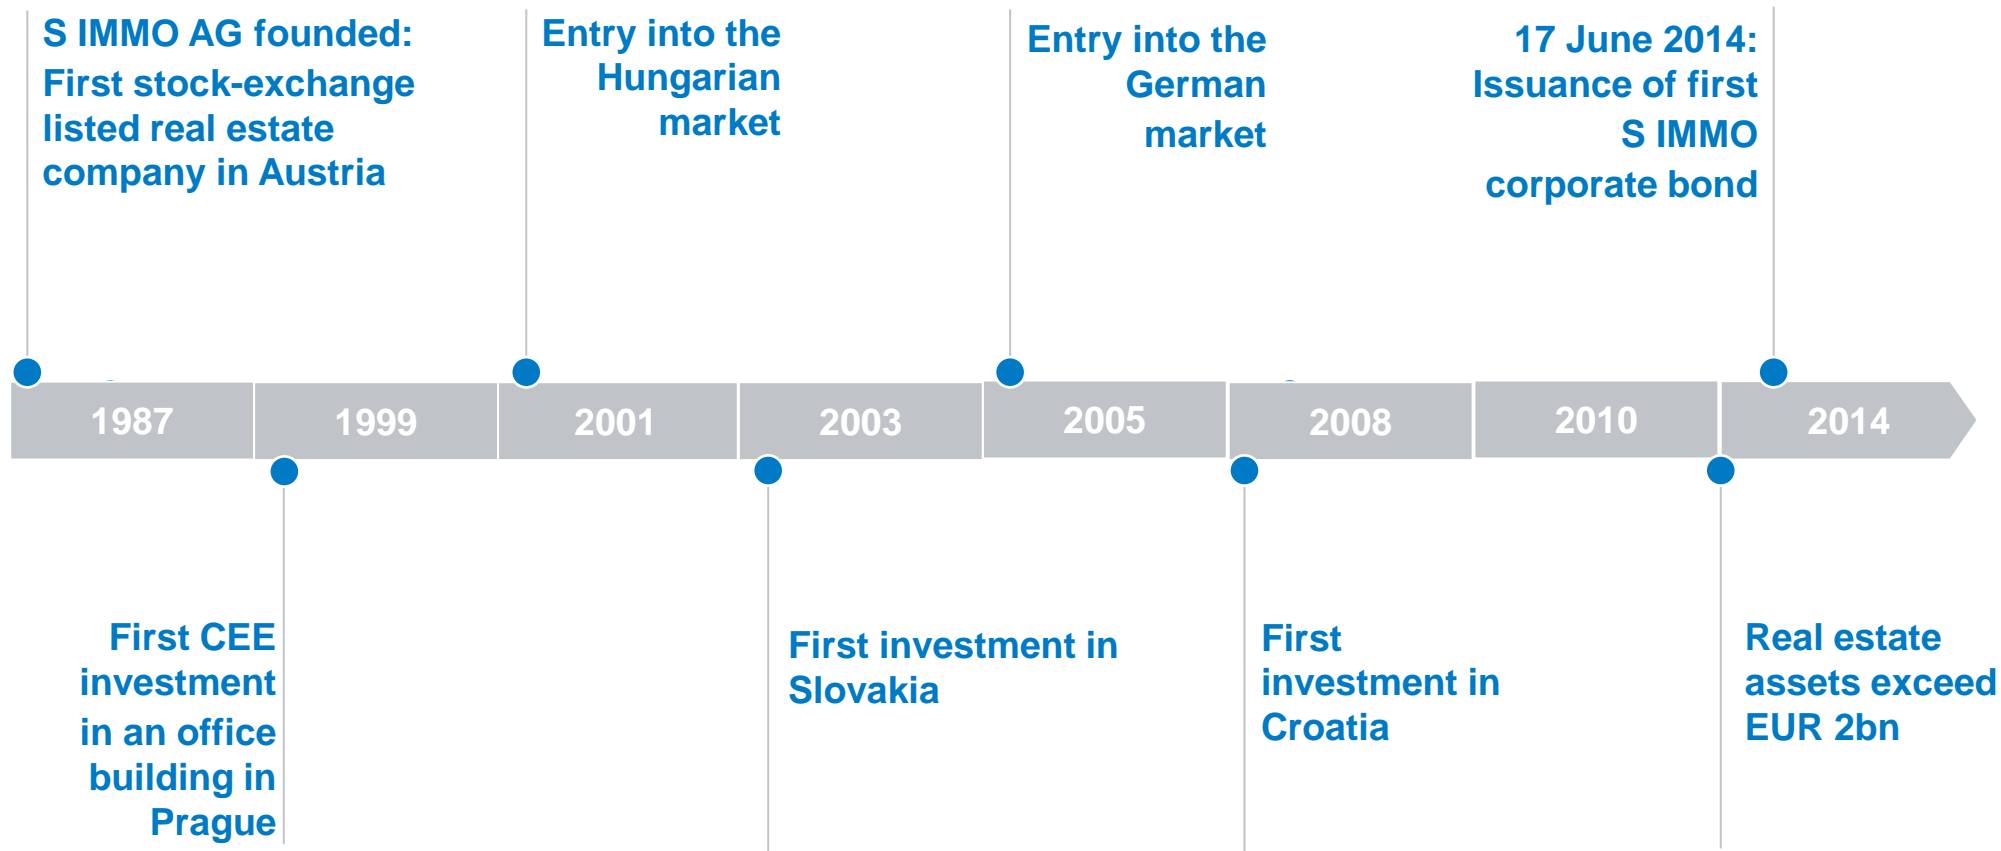 S IMMO AG founded:
First stock-exchange
listed real estate
company in Austria
Entry into the
Hungarian
market
Entry into the
German
market
17 June 2014:
Issuance of first
S IMMO
corporate bond
1987
1999
2001
2003
2005
2008
2010
2014
First CEE
investment
in an office
building in
Prague
First investment in
Slovakia
First
investment in
Croatia
Real estate
assets exceed
EUR 2bn